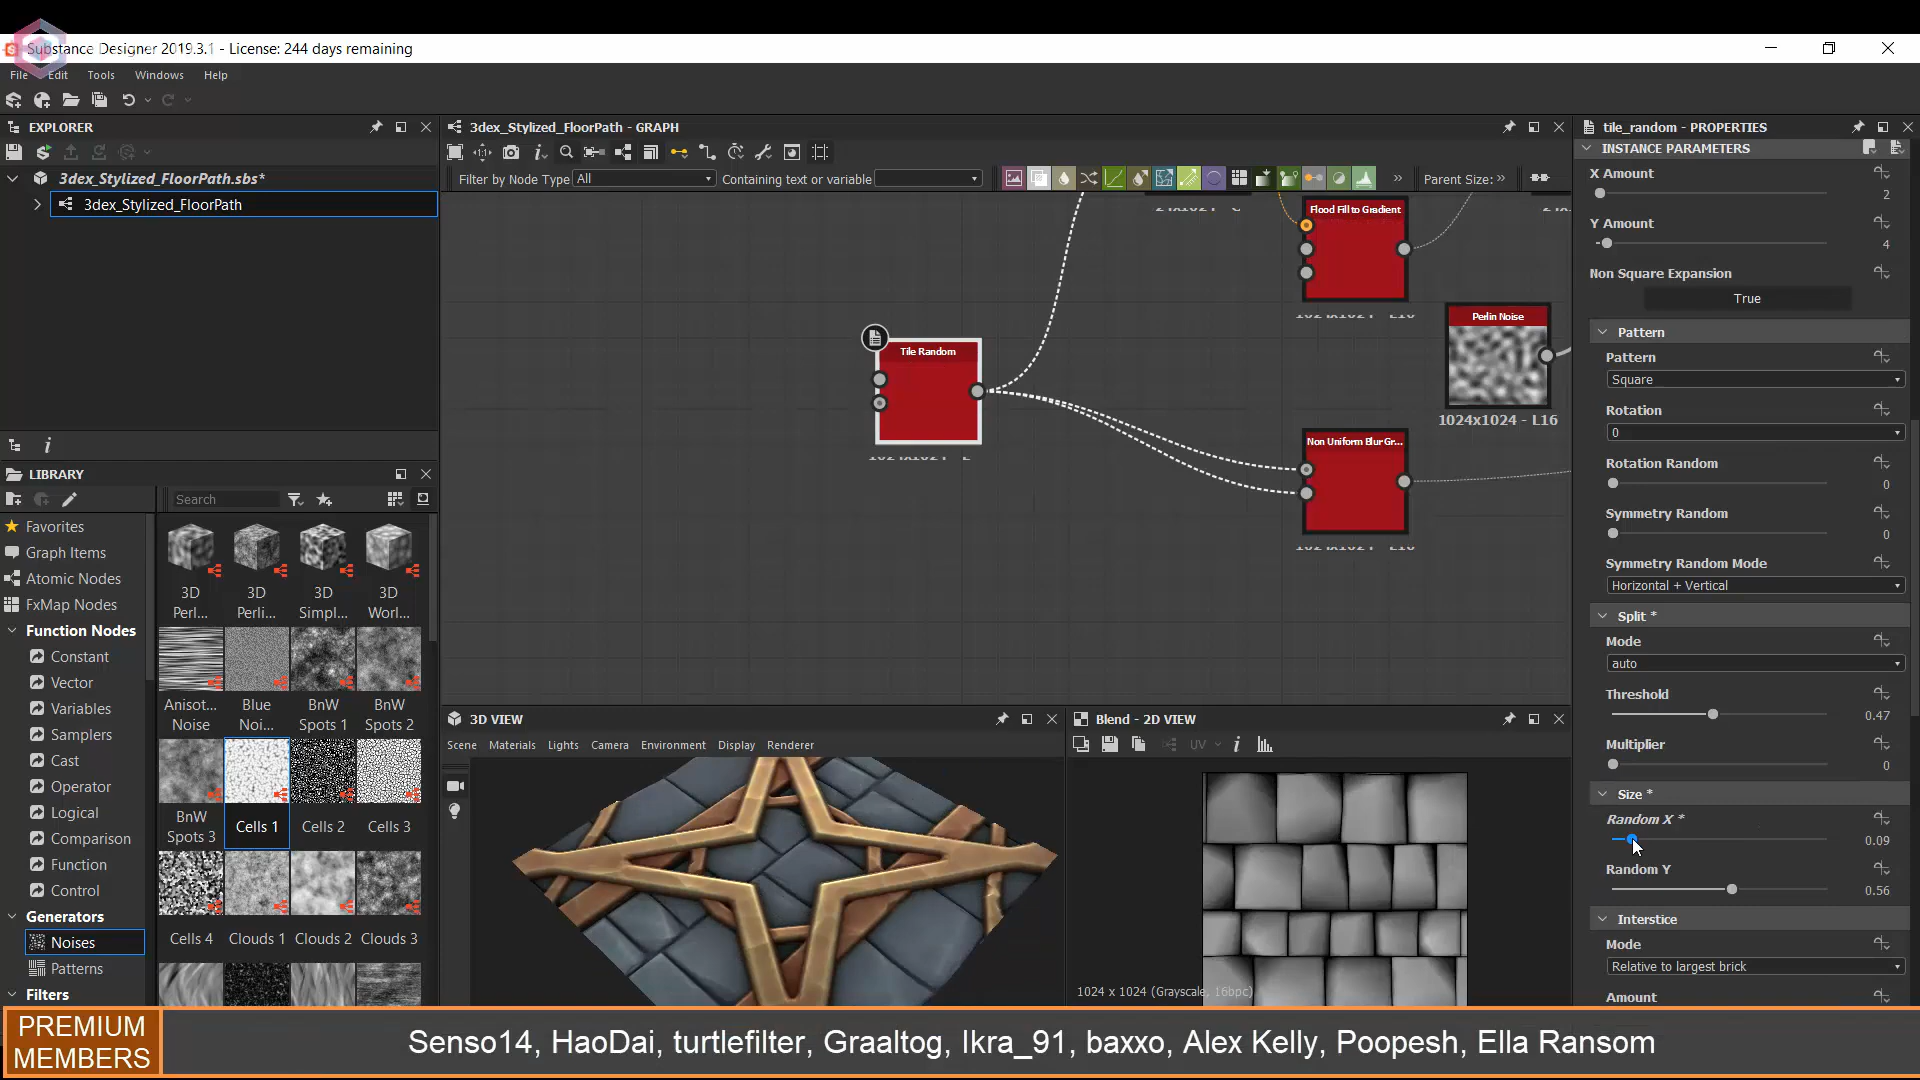 Substance Designer 2019.3.1 - License: 244 days remaining
File Edit Tools Windows Help
EXPLORER
3dex_Stylized_FloorPath.sbs*
3dex_Stylized_FloorPath
LIBRARY
Search
Favorites
Graph Items
Atomic Nodes
FxMap Nodes
Function Nodes
Constant
Vector
Variables
Samplers
Cast
Operator
Logical
Comparison
Function
Control
Generators
Noises
Patterns
Filters
3D Perl...
3D Perli...
3D Simpl...
3D Worl...
Anisot... Noise
Blue Noi...
BnW Spots 1
BnW Spots 2
BnW Spots 3
Cells 1
Cells 2
Cells 3
Cells 4
Clouds 1
Clouds 2
Clouds 3
3dex_Stylized_FloorPath - GRAPH
Filter by Node Type All Containing text or variable Parent Size:
Flood Fill to Gradient
Perlin Noise
1024x1024 - L16
Tile Random
Non Uniform Blur Gr...
3D VIEW
Scene Materials Lights Camera Environment Display Renderer
Blend - 2D VIEW
UV
1024 x 1024 (Grayscale, 16bpc)
tile_random - PROPERTIES
INSTANCE PARAMETERS
X Amount
2
Y Amount
4
Non Square Expansion
True
Pattern
Pattern
Square
Rotation
0
Rotation Random
0
Symmetry Random
0
Symmetry Random Mode
Horizontal + Vertical
Split *
Mode
auto
Threshold
0.47
Multiplier
0
Size *
Random X *
0.09
Random Y
0.56
Interstice
Mode
Relative to largest brick
Amount
PREMIUM
MEMBERS
Senso14, HaoDai, turtlefilter, Graaltog, Ikra_91, baxxo, Alex Kelly, Poopesh, Ella Ransom